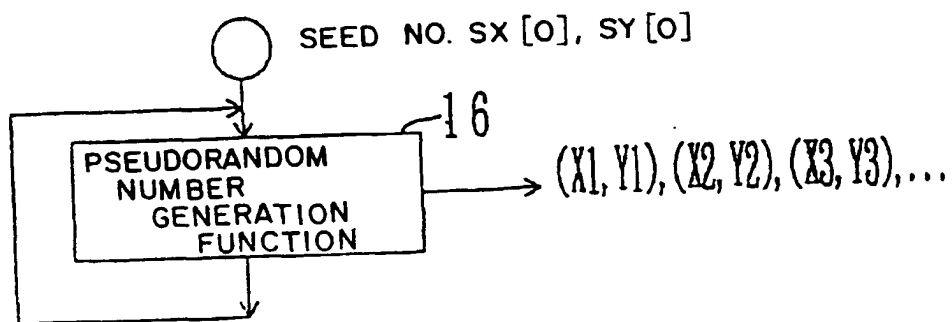 SEED NO. SX [0], SY [0]
16
PSEUDORANDOM
NUMBER
GENERATION
FUNCTION
(X1, Y1), (X2, Y2), (X3, Y3), ...